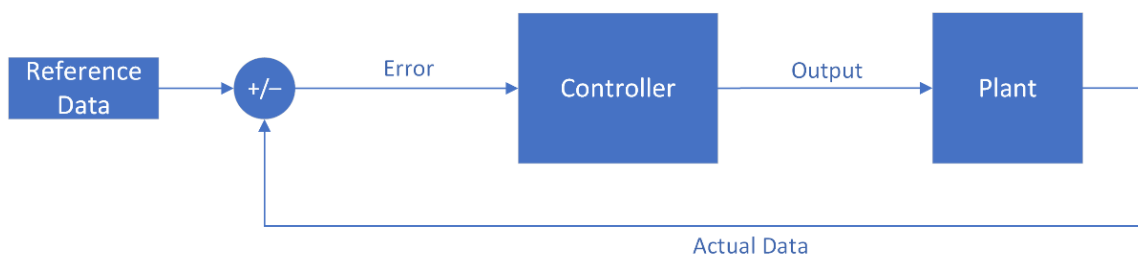 Reference
Data
+/–
Error
Controller
Output
Plant
Actual Data